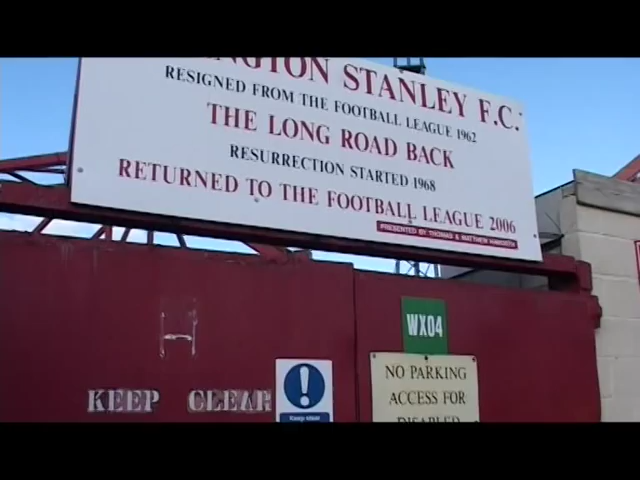 STANLEY F.C.
RESIGNED FROM THE FOOTBALL LEAGUE 1962
THE LONG ROAD BACK
RESURRECTION STARTED 1968
RETURNED TO THE FOOTBALL LEAGUE 2006
PRESENTED BY THOMAS & MATTHEW
WX04
KEEP CLEAR
Keep
NO PARKING
ACCESS FOR
DISABLED